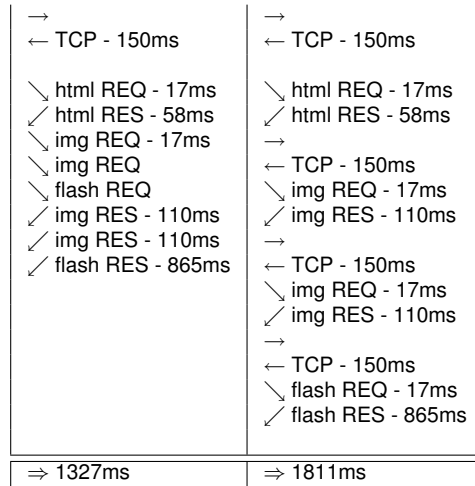 → →
← TCP - 150ms ← TCP - 150ms
↘ html REQ - 17ms ↘ html REQ - 17ms
↙ html RES - 58ms ↙ html RES - 58ms
↘ img REQ - 17ms →
↘ img REQ ← TCP - 150ms
↘ flash REQ ↘ img REQ - 17ms
↙ img RES - 110ms ↙ img RES - 110ms
↙ img RES - 110ms →
↙ flash RES - 865ms ← TCP - 150ms
↘ img REQ - 17ms
↙ img RES - 110ms
→
← TCP - 150ms
↘ flash REQ - 17ms
↙ flash RES - 865ms
⇒ 1327ms ⇒ 1811ms